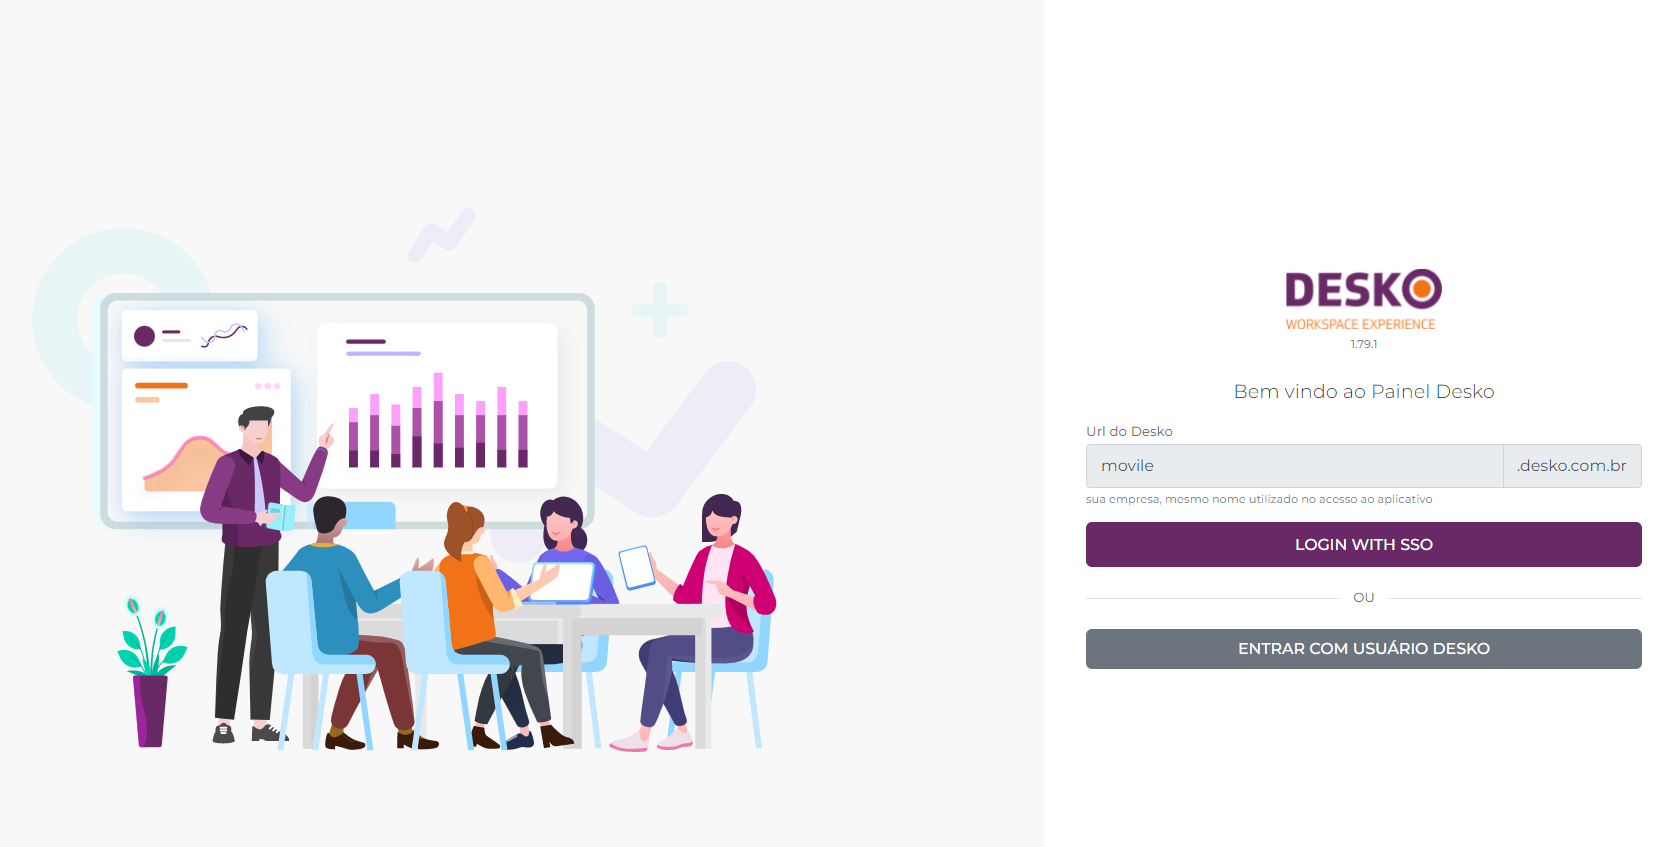 DESKO
WORKSPACE EXPERIENCE
1.79.1
Bem vindo ao Painel Desko
Url do Desko
movile .desko.com.br
sua empresa, mesmo nome utilizado no acesso ao aplicativo
LOGIN WITH SSO
OU
ENTRAR COM USUÁRIO DESKO